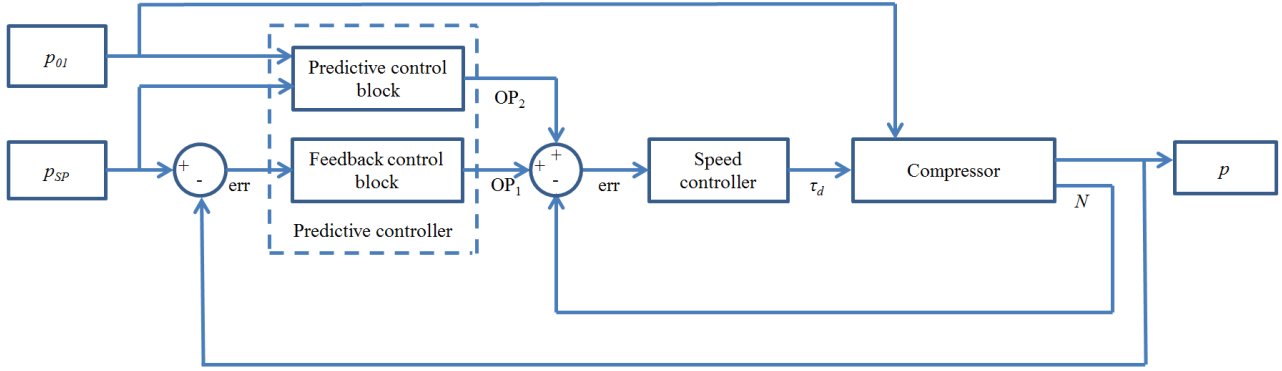 p01
Predictive control
block
OP2
pSP
+
-
err
Feedback control
block
OP1
+
+
-
err
Speed
controller
τd
Compressor
N
p
Predictive controller